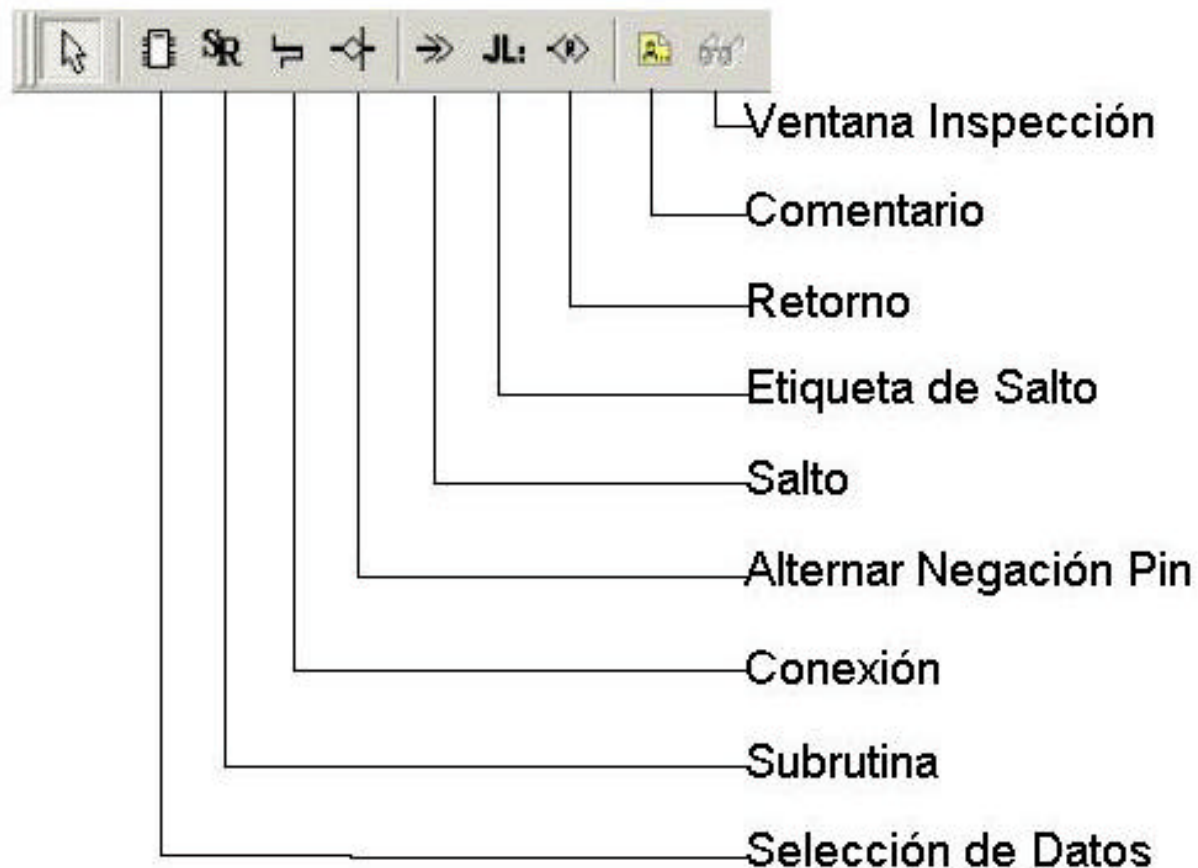 SR
JL:
R
A..
Ventana Inspección
Comentario
Retorno
Etiqueta de Salto
Salto
Alternar Negación Pin
Conexión
Subrutina
Selección de Datos